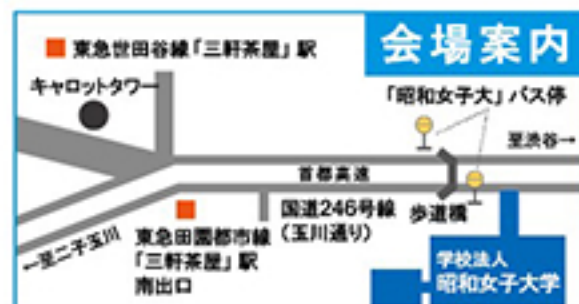 会場案内
東急世田谷線「三軒茶屋」駅
キャロットタワー
「昭和女子大」バス停
至渋谷→
首都高速
歩道橋
国道246号線
（玉川通り）
←至二子玉川
東急田園都市線
「三軒茶屋」駅
南出口
学校法人
昭和女子大学